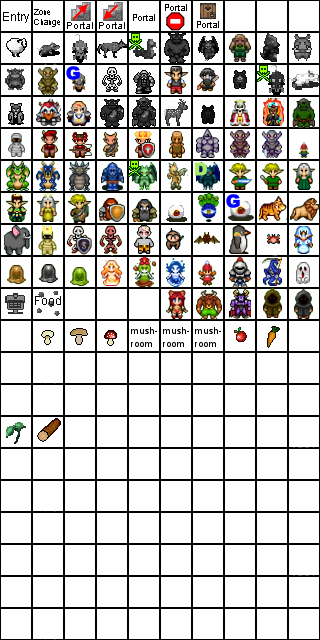 Entry
Zone
Change
Portal
Portal
Portal
Portal
Portal
G
D
G
Food
mush-
room
mush-
room
mush-
room